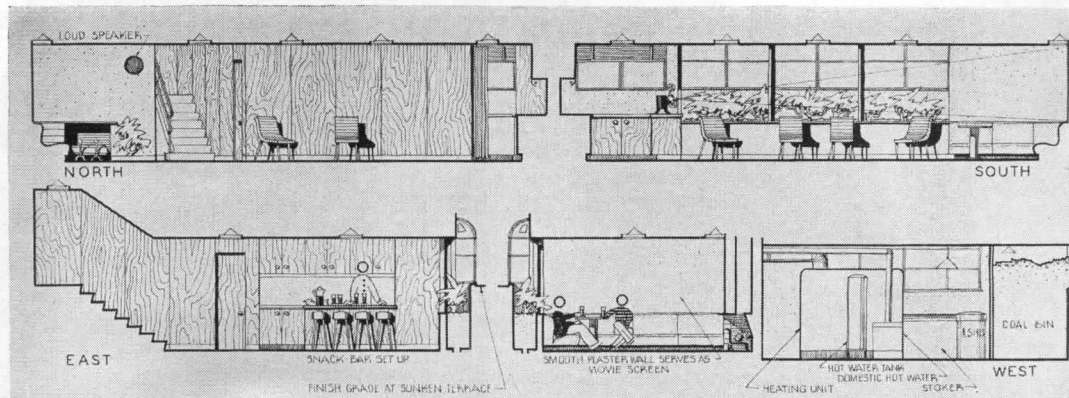 LOUD SPEAKER
NORTH
SOUTH
EAST
SNACK-BAR SET UP
FINISH GRADE AT SUNKEN TERRACE
SMOOTH PLASTER WALL SERVES AS
MOVIE SCREEN
HEATING UNIT
HOT WATER TANK
DOMESTIC HOT WATER
STOKER
ASHES
COAL BIN
WEST